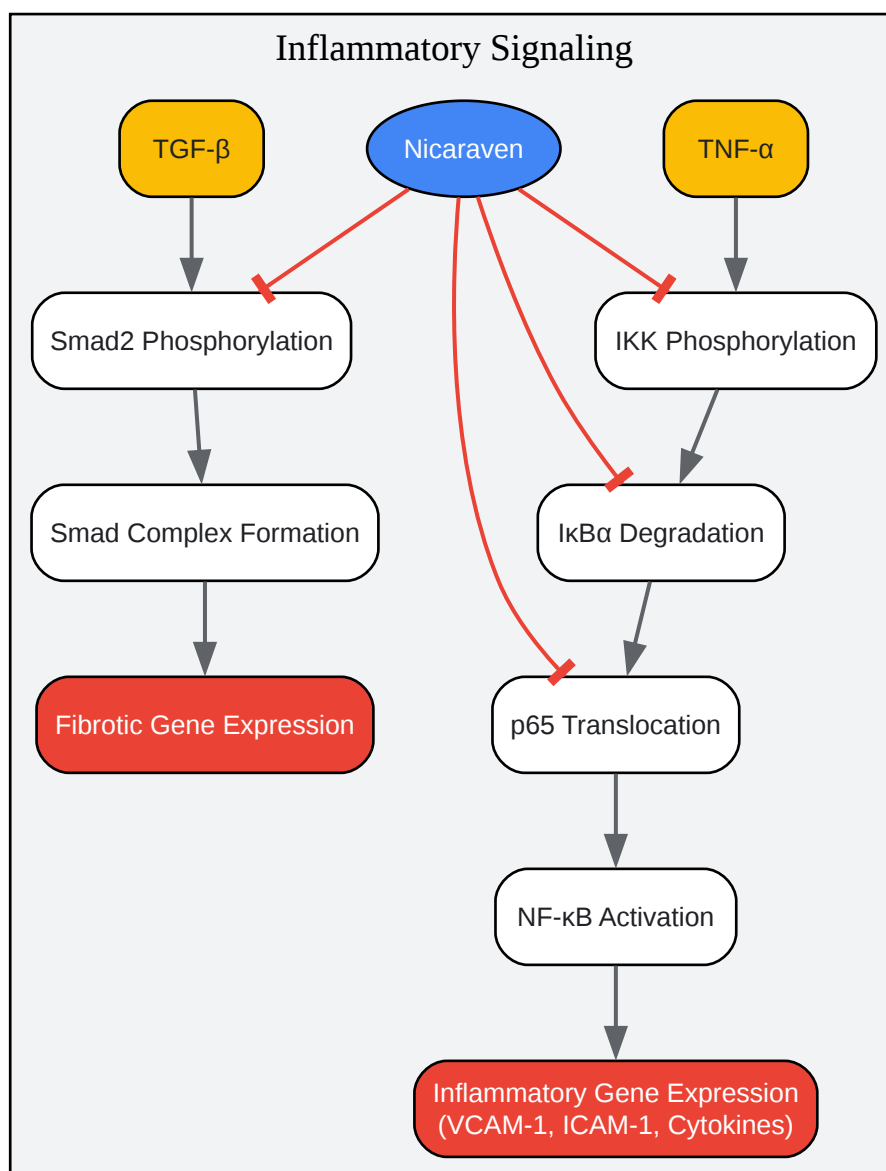 Inflammatory Signaling
TGF-β
Nicaraven
TNF-α
Smad2 Phosphorylation
IKK Phosphorylation
Smad Complex Formation
IκBα Degradation
Fibrotic Gene Expression
p65 Translocation
NF-κB Activation
Inflammatory Gene Expression
(VCAM-1, ICAM-1, Cytokines)